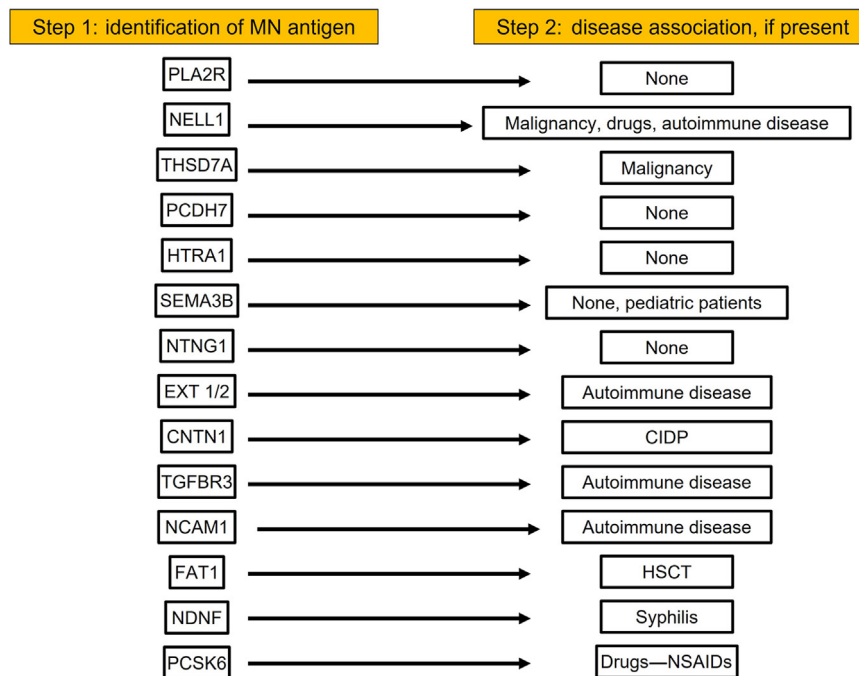 Step 1: identification of MN antigen
Step 2: disease association, if present
PLA2R
None
NELL1
Malignancy, drugs, autoimmune disease
THSD7A
Malignancy
PCDH7
None
HTRA1
None
SEMA3B
None, pediatric patients
NTNG1
None
EXT 1/2
Autoimmune disease
CNTN1
CIDP
TGFBR3
Autoimmune disease
NCAM1
Autoimmune disease
FAT1
HSCT
NDNF
Syphilis
PCSK6
Drugs—NSAIDs